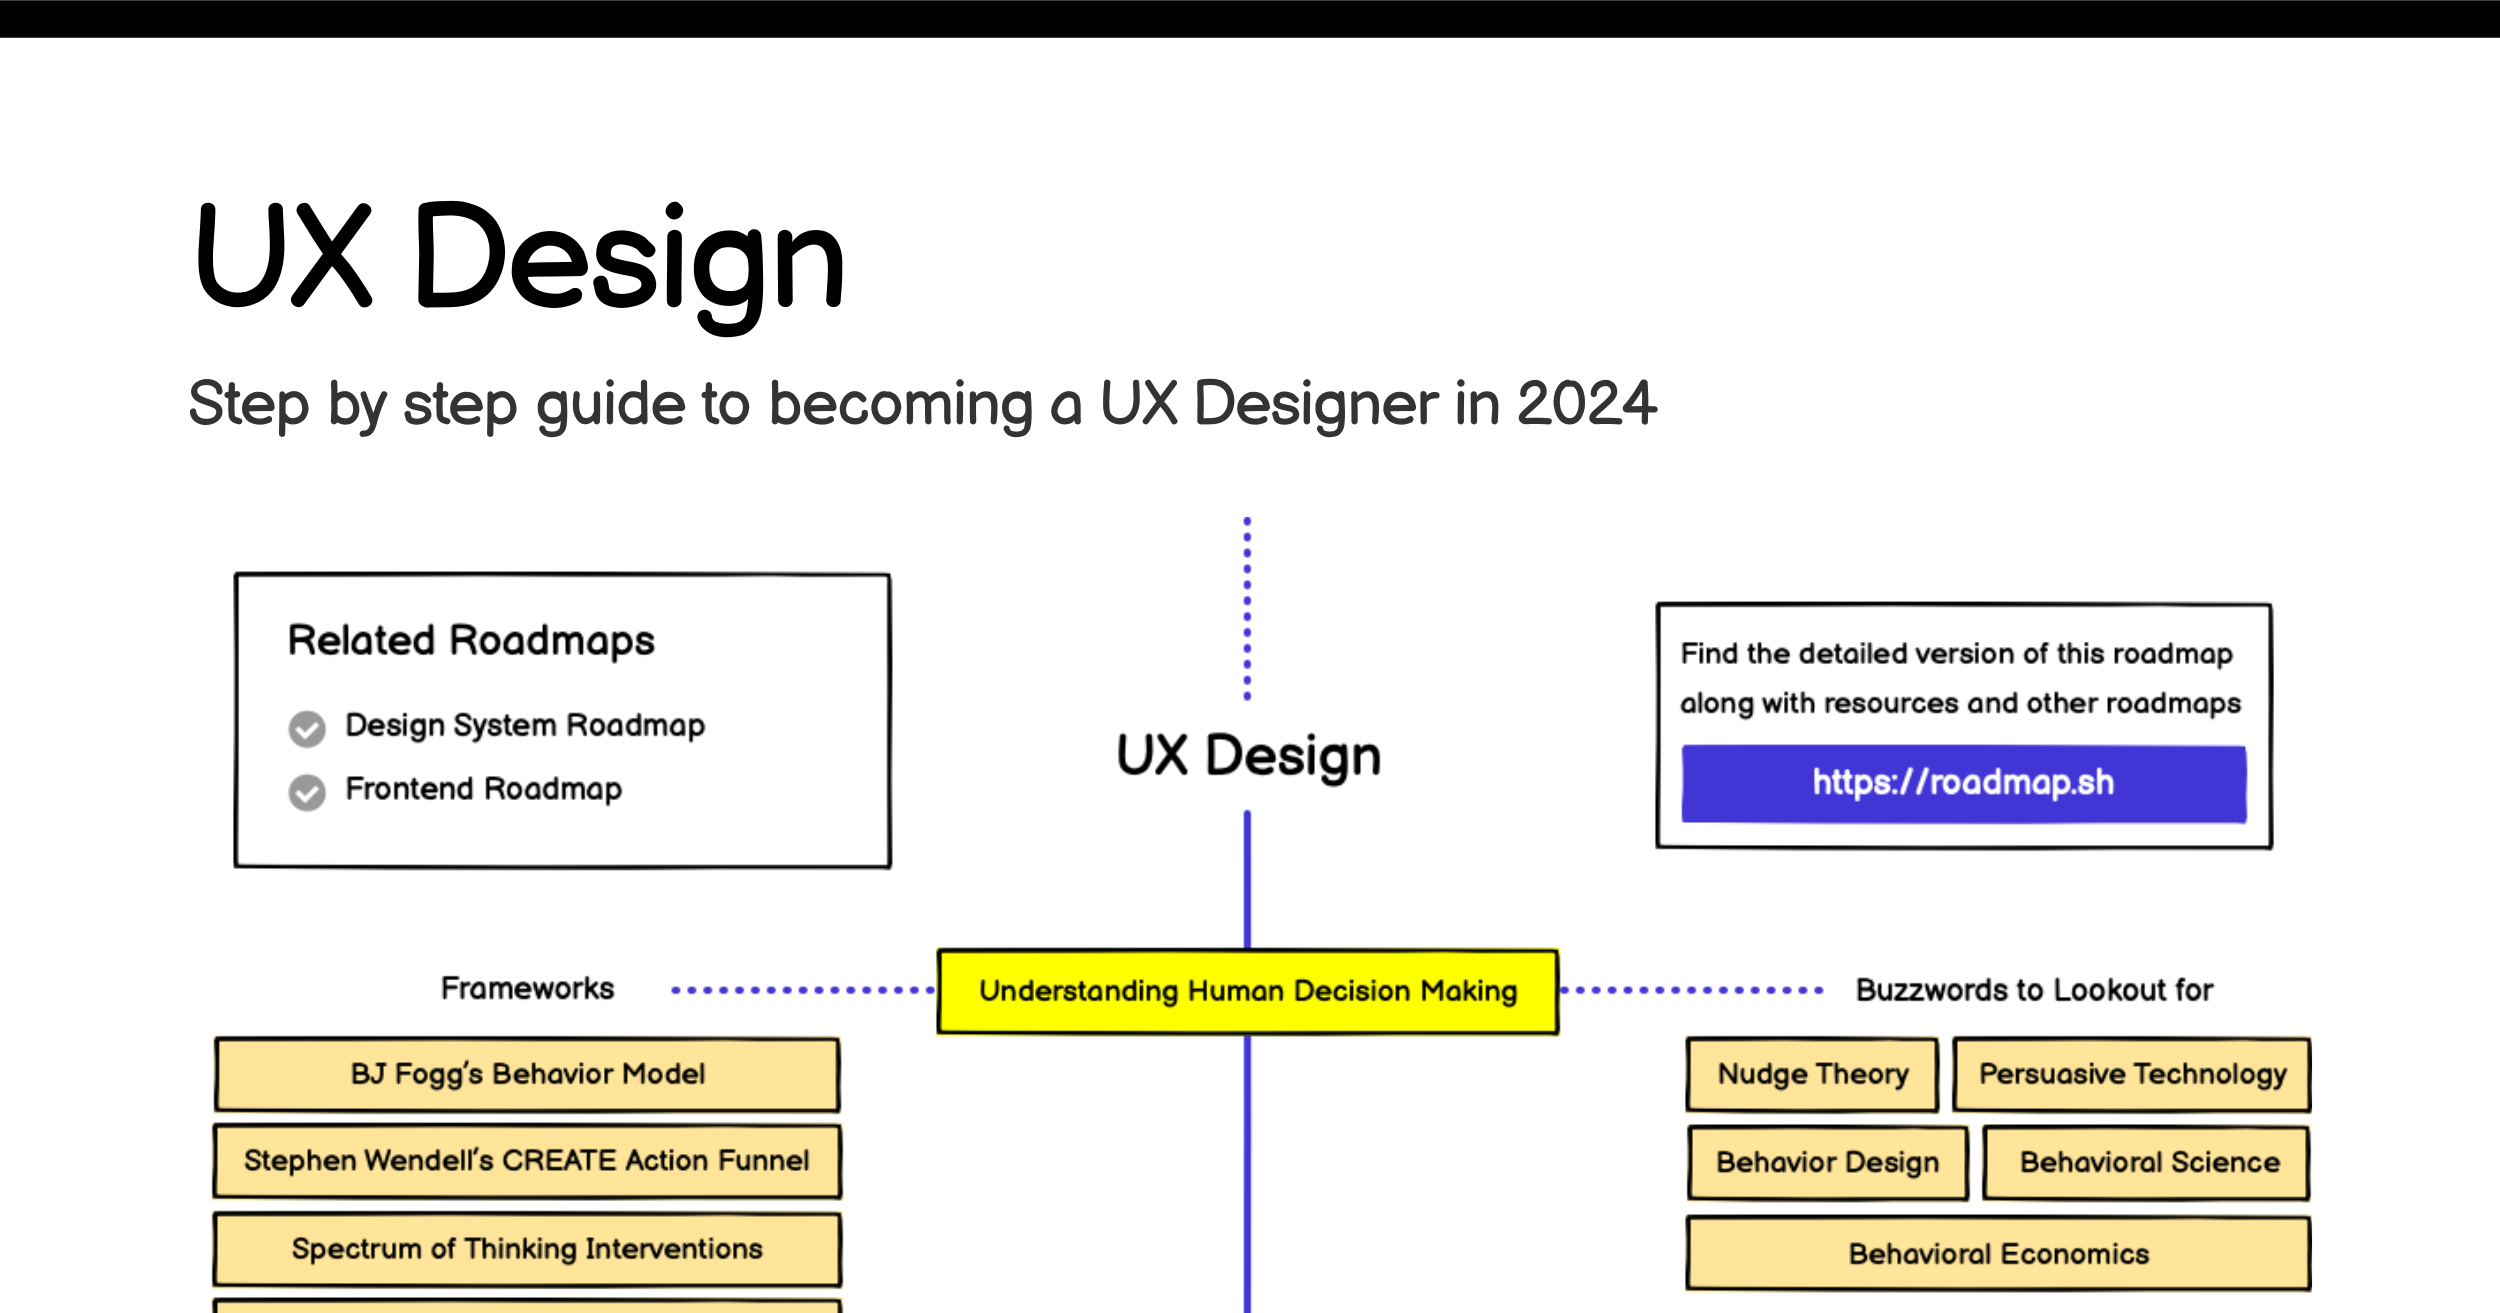 UX Design
Step by step guide to becoming a UX Designer in 2024
Related Roadmaps
Design System Roadmap
Frontend Roadmap
UX Design
Find the detailed version of this roadmap
along with resources and other roadmaps
https://roadmap.sh
Understanding Human Decision Making
Frameworks
BJ Fogg's Behavior Model
Stephen Wendell's CREATE Action Funnel
Spectrum of Thinking Interventions
Buzzwords to Lookout for
Nudge Theory
Persuasive Technology
Behavior Design
Behavioral Science
Behavioral Economics